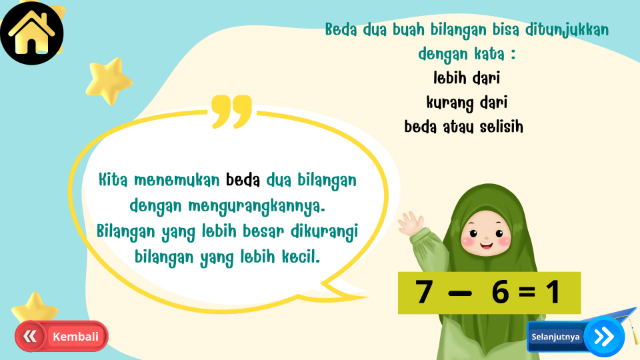 Beda dua buah bilangan bisa ditunjukkan
dengan kata :
lebih dari
kurang dari
beda atau selisih
Kita menemukan beda dua bilangan
dengan mengurangkannya.
Bilangan yang lebih besar dikurangi
bilangan yang lebih kecil.
7 − 6 = 1
Kembali
Selanjutnya